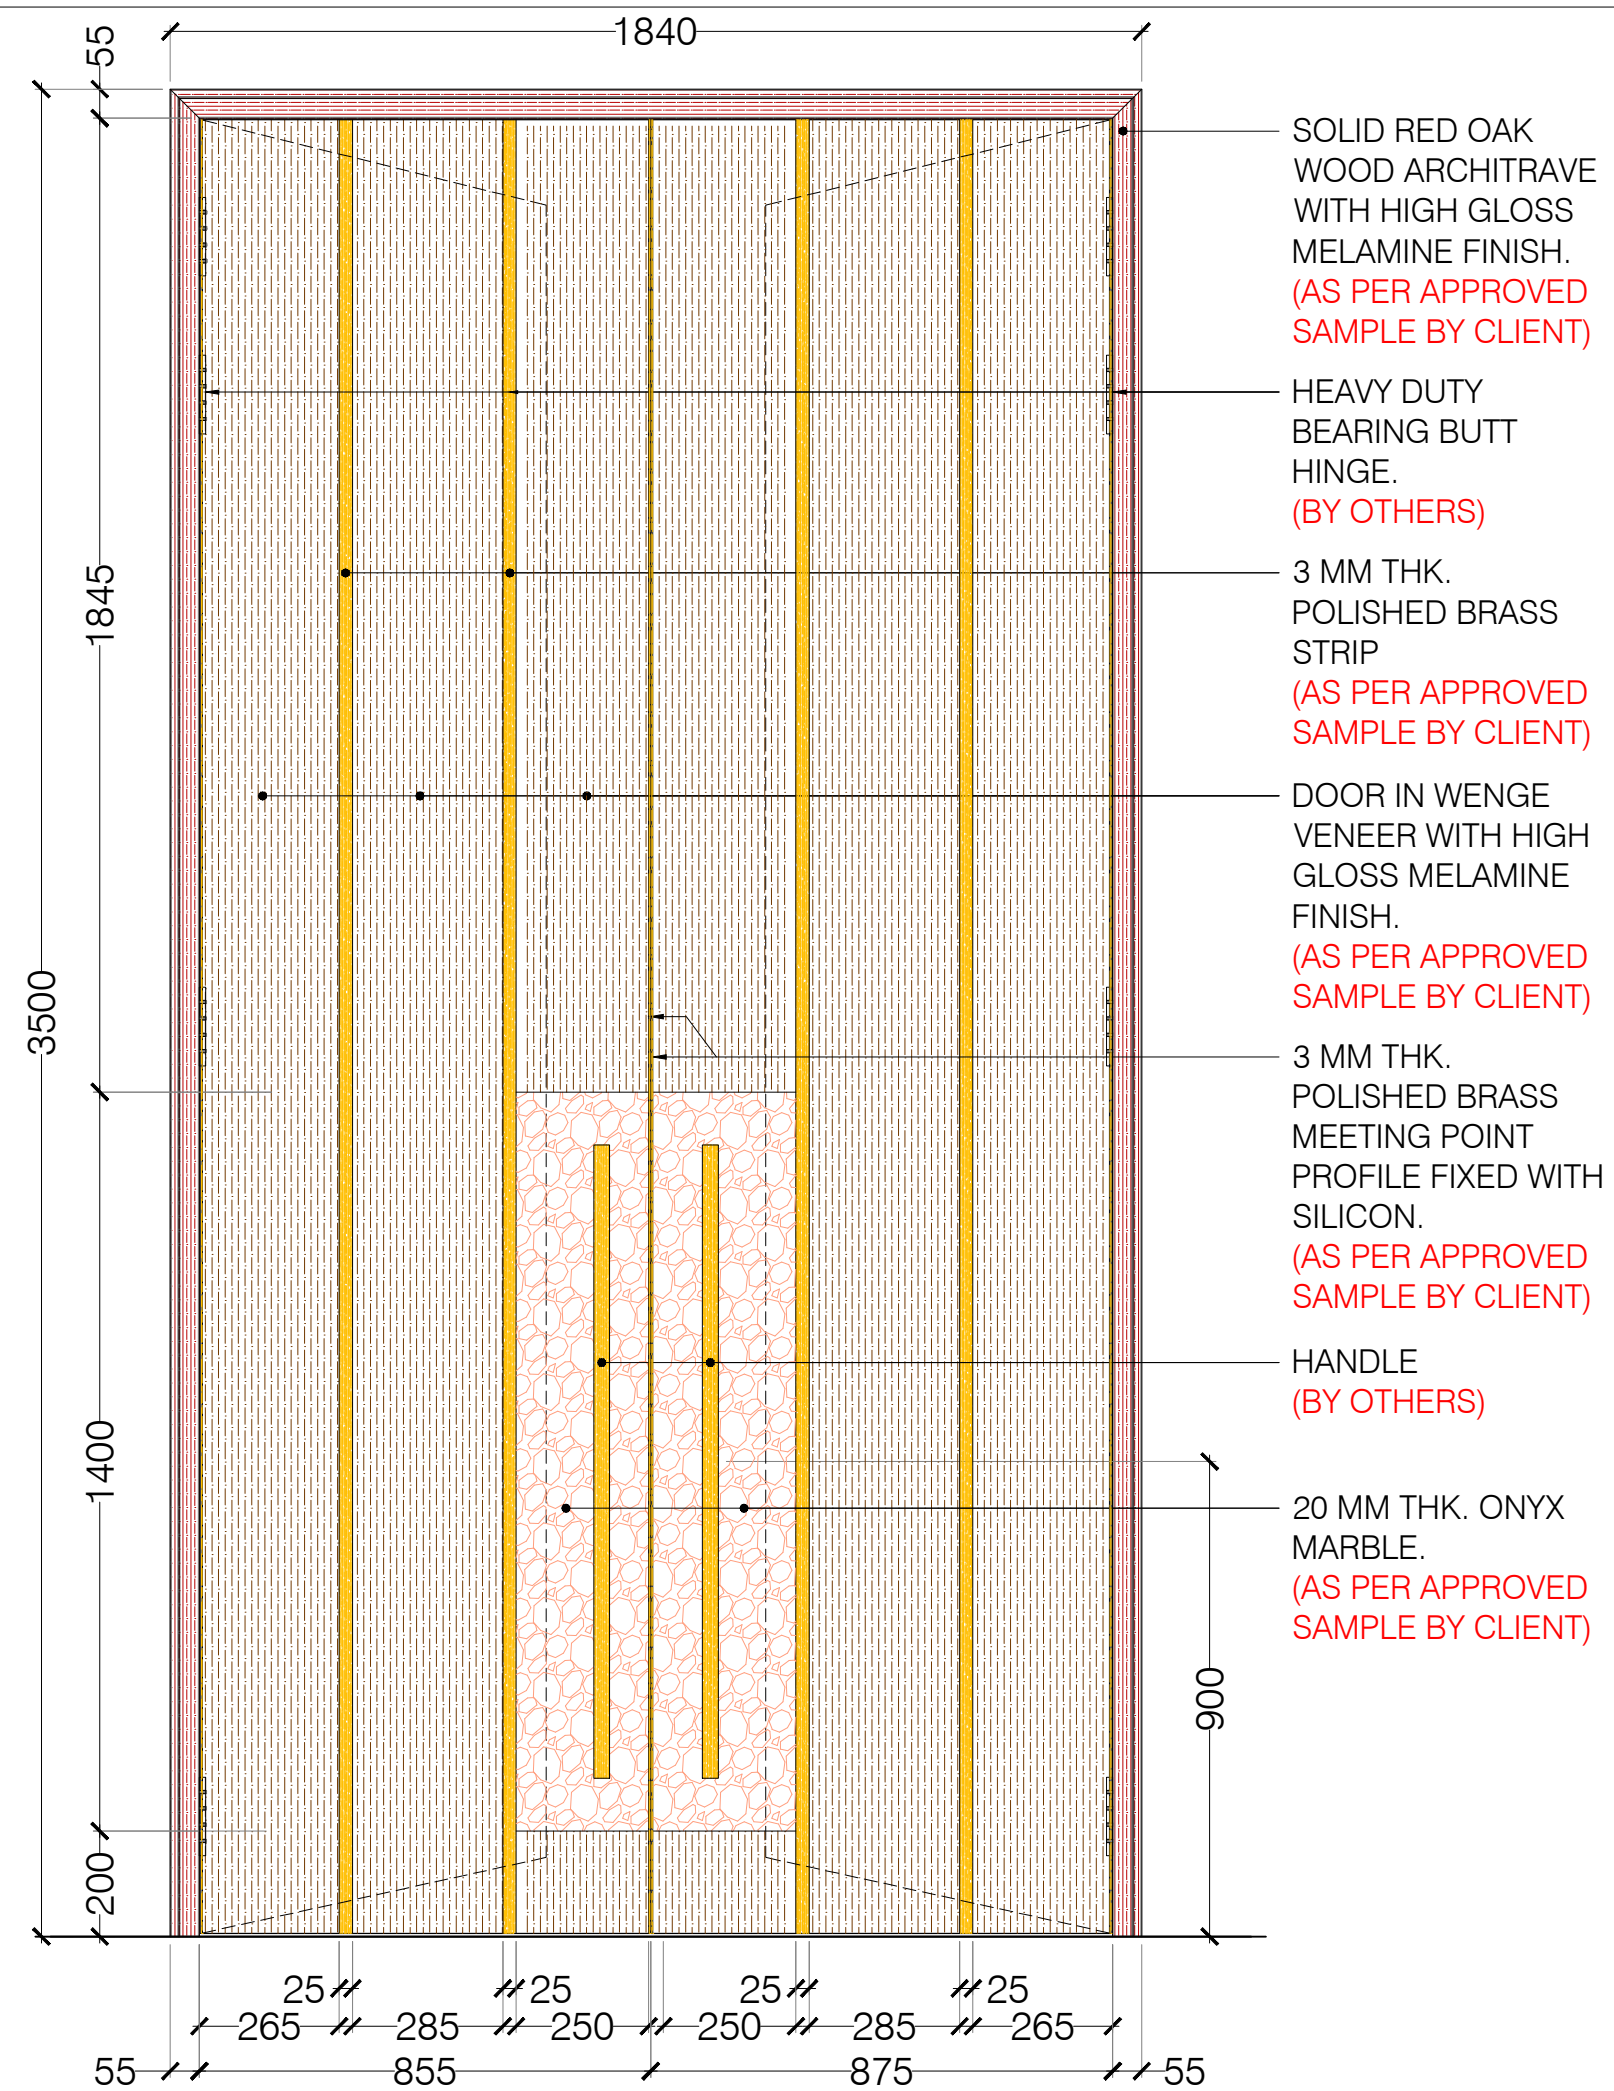 1840
55
3500
1845
1400
200
900
SOLID RED OAK
WOOD ARCHITRAVE
WITH HIGH GLOSS
MELAMINE FINISH.
(AS PER APPROVED
SAMPLE BY CLIENT)
HEAVY DUTY
BEARING BUTT
HINGE.
(BY OTHERS)
3 MM THK.
POLISHED BRASS
STRIP
(AS PER APPROVED
SAMPLE BY CLIENT)
DOOR IN WENGE
VENEER WITH HIGH
GLOSS MELAMINE
FINISH.
(AS PER APPROVED
SAMPLE BY CLIENT)
3 MM THK.
POLISHED BRASS
MEETING POINT
PROFILE FIXED WITH
SILICON.
(AS PER APPROVED
SAMPLE BY CLIENT)
HANDLE
(BY OTHERS)
20 MM THK. ONYX
MARBLE.
(AS PER APPROVED
SAMPLE BY CLIENT)
25 25 25 25
265 285 250 250 285 265
55 855 875 55